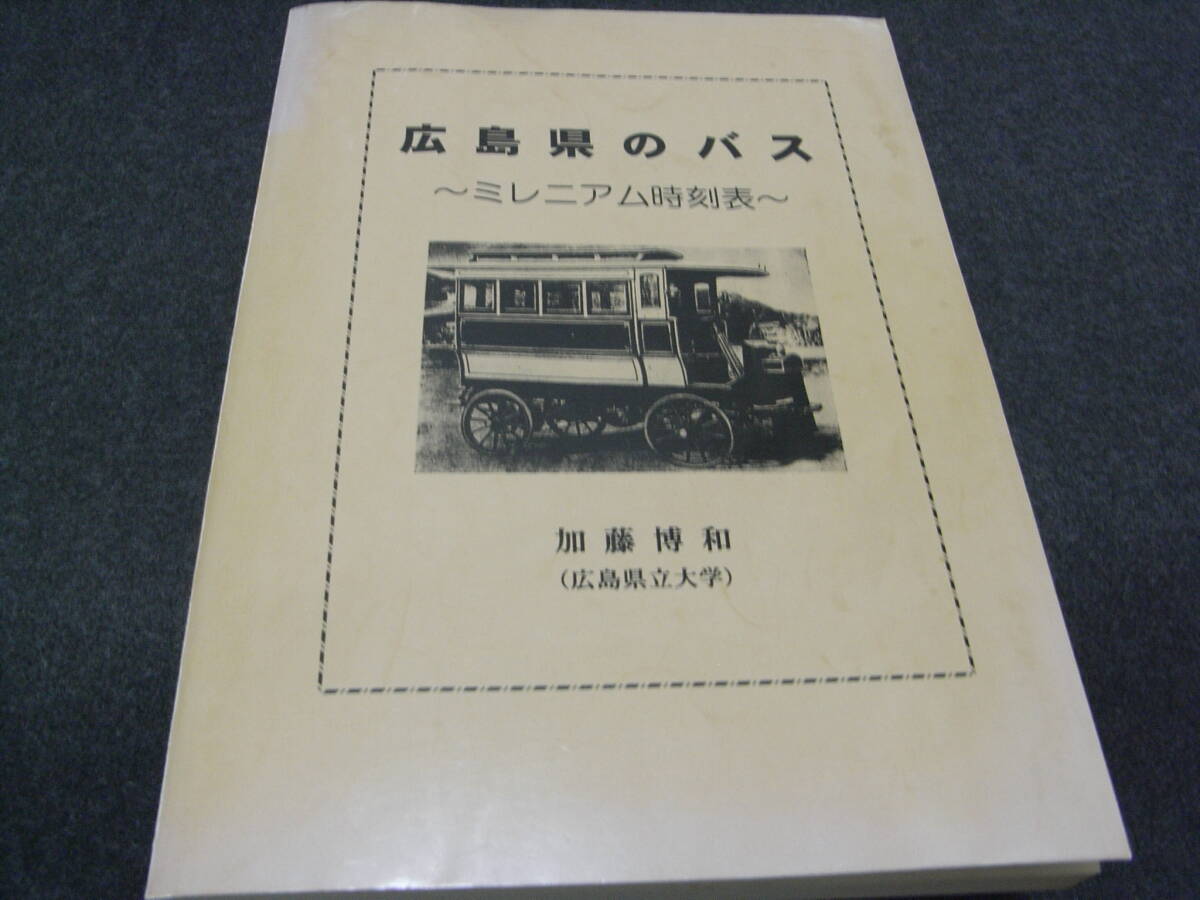 広島県のバス
～ミレニアム時刻表～
加藤博和
(広島県立大学)